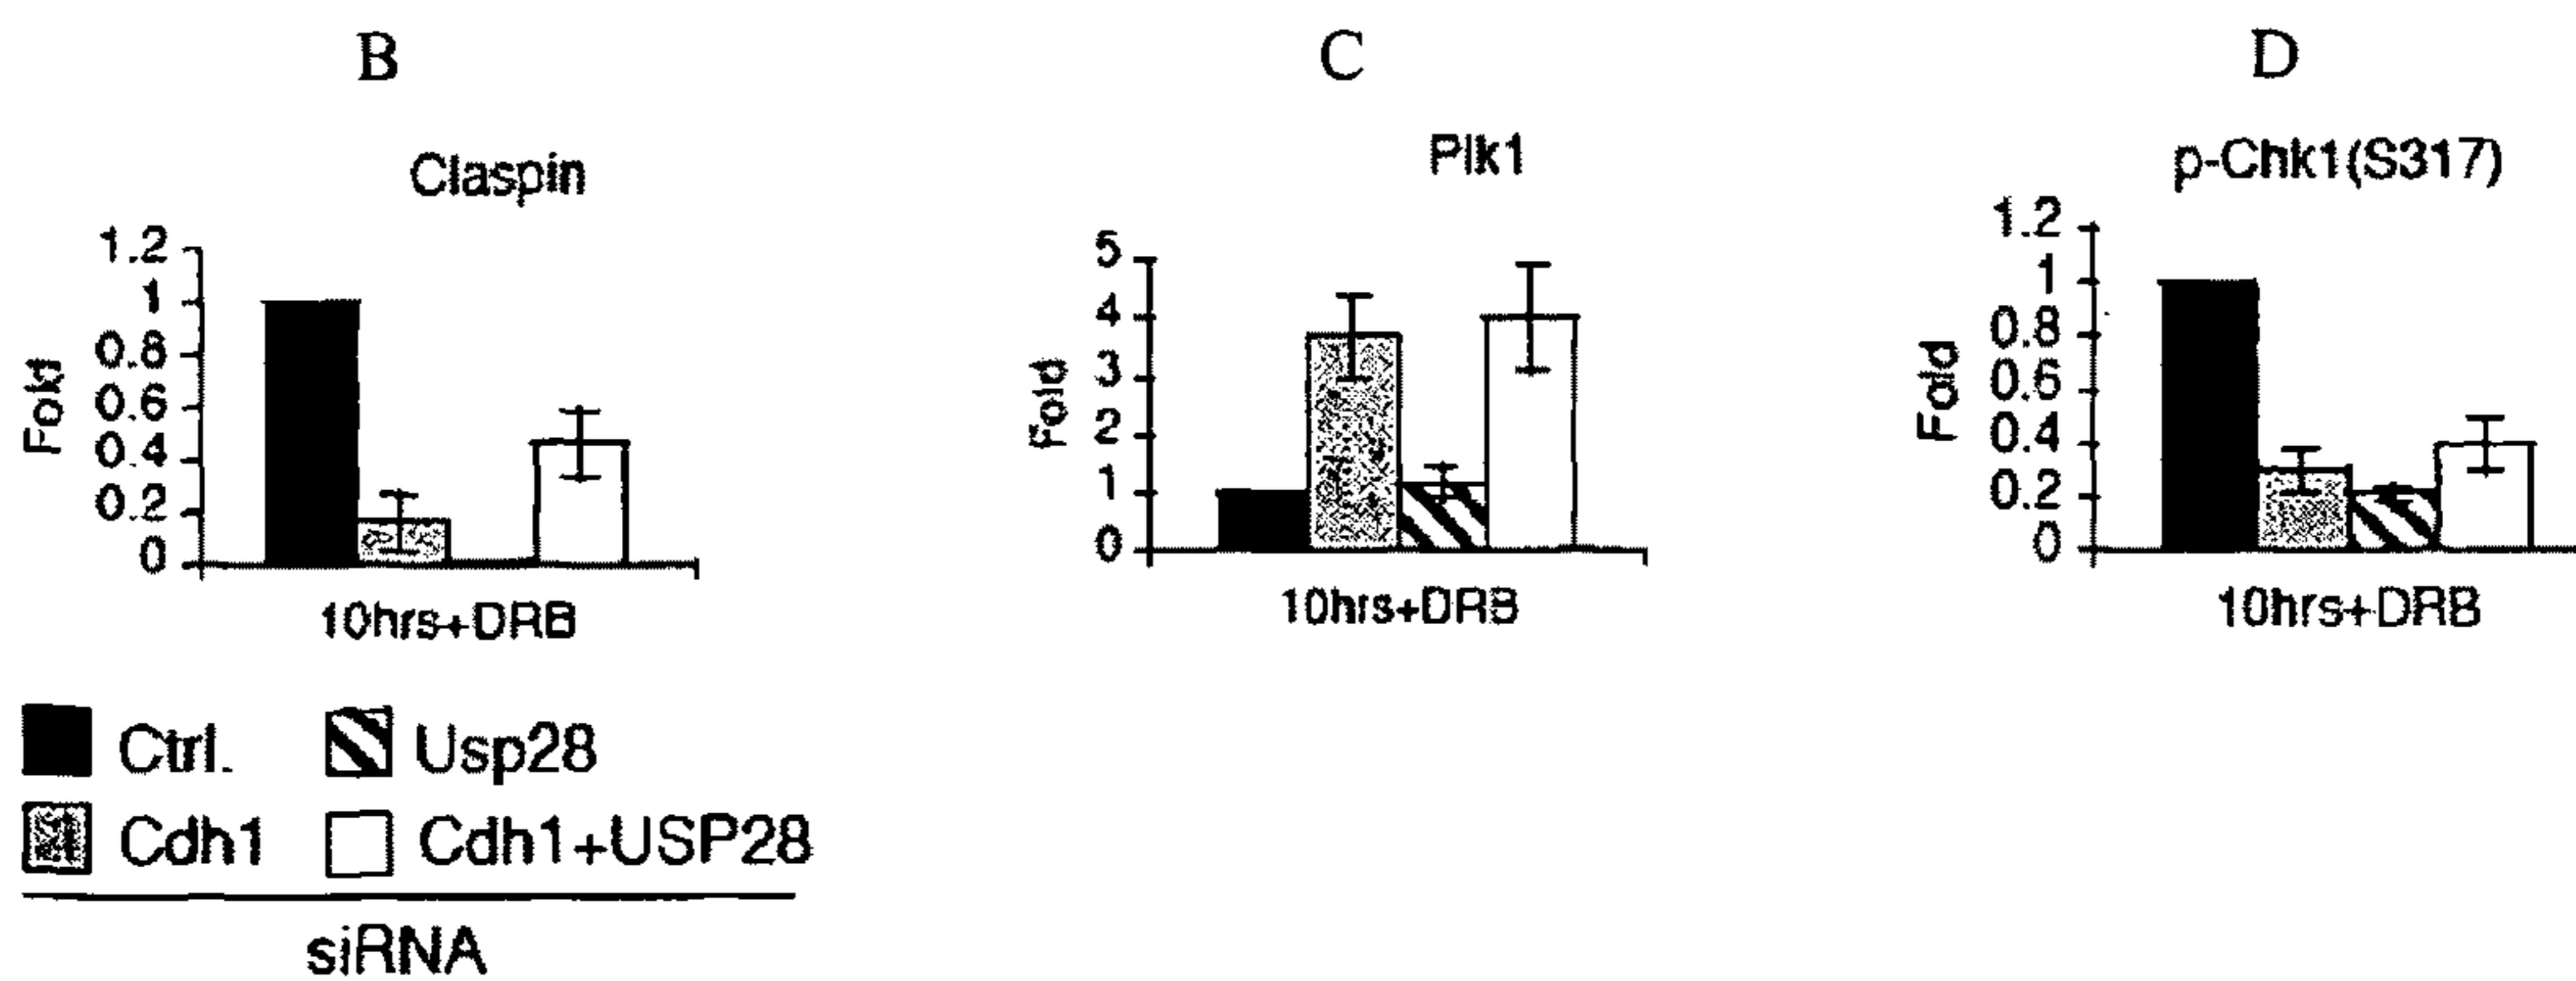 B
Claspin
1.2
1
0.8
0.6
0.4
0.2
0
Fold
10hrs+DRB
C
Plk1
5
4
3
2
1
0
Fold
10hrs+DRB
D
p-Chk1(S317)
1.2
1
0.8
0.6
0.4
0.2
0
Fold
10hrs+DRB
Ctrl. Usp28
Cdh1 Cdh1+USP28
siRNA